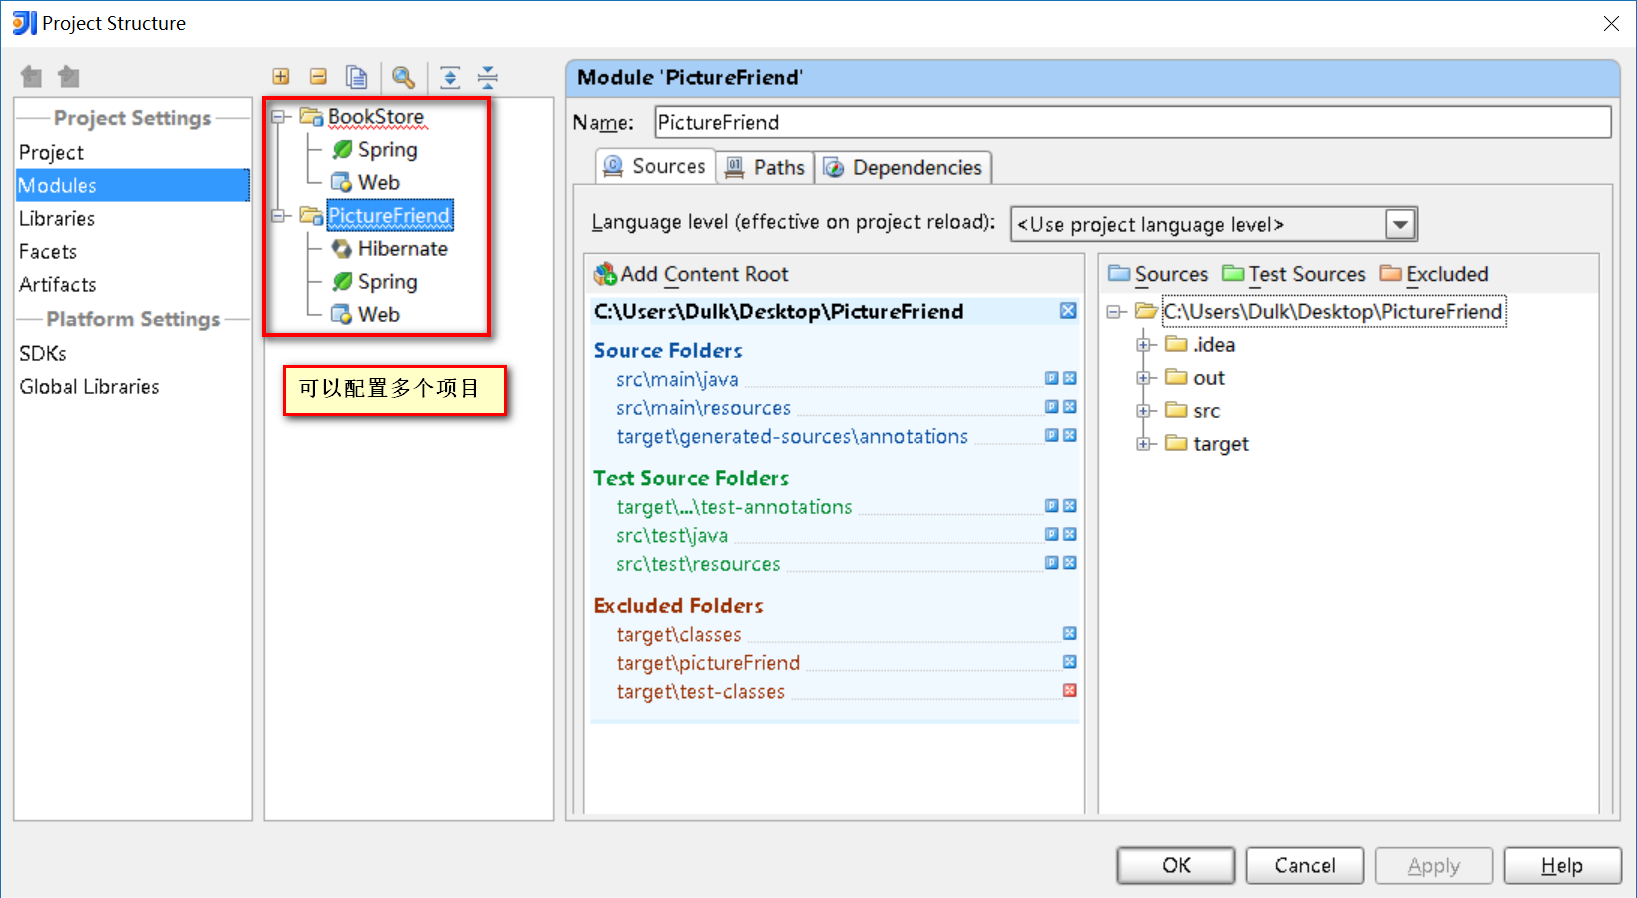 Project Structure
Project Settings
Project
Modules
Libraries
Facets
Artifacts
Platform Settings
SDKs
Global Libraries
BookStore
Spring
Web
PictureFriend
Hibernate
Spring
Web
可以配置多个项目
Module 'PictureFriend'
Name: PictureFriend
Sources Paths Dependencies
Language level (effective on project reload): <Use project language level>
Add Content Root
C:\Users\Dulk\Desktop\PictureFriend
Source Folders
src\main\java
src\main\resources
target\generated-sources\annotations
Test Source Folders
target\...\test-annotations
src\test\java
src\test\resources
Excluded Folders
target\classes
target\pictureFriend
target\test-classes
Sources Test Sources Excluded
C:\Users\Dulk\Desktop\PictureFriend
.idea
out
src
target
OK Cancel Apply Help